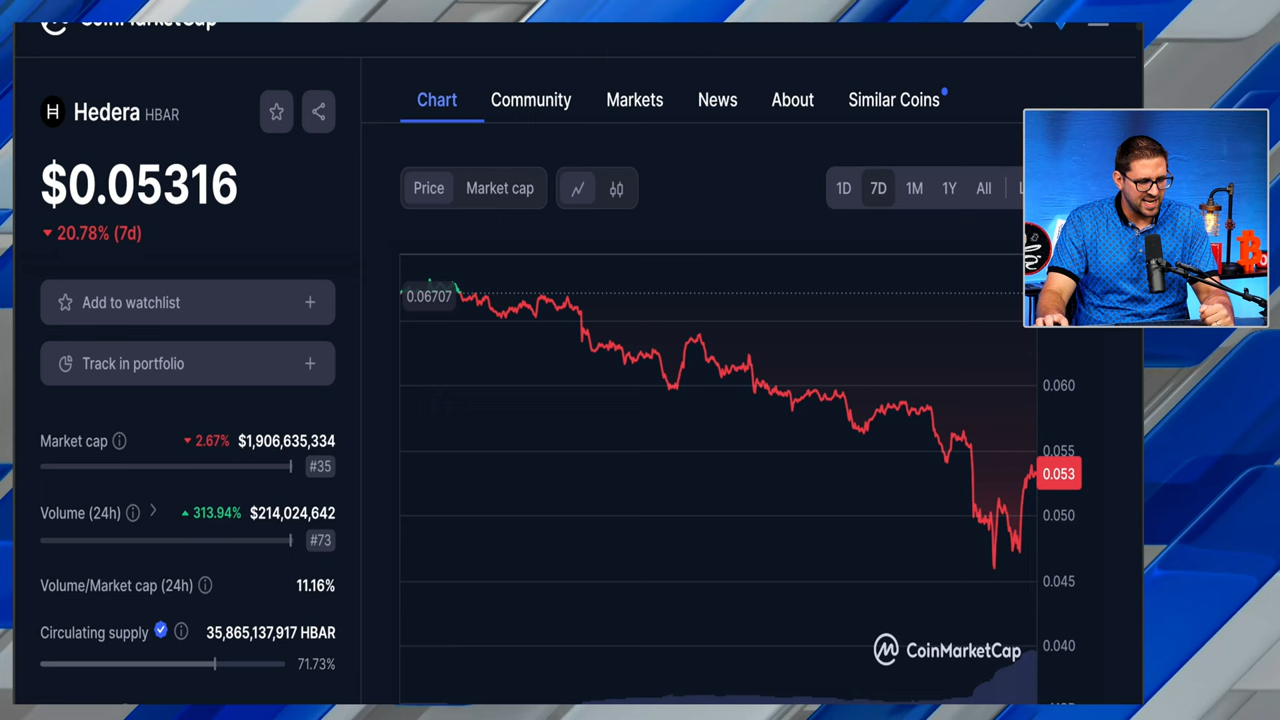 CoinMarketCap
Hedera HBAR
$0.05316
20.78% (7d)
Add to watchlist +
Track in portfolio +
Market cap 2.67% $1,906,635,334
#35
Volume (24h) 313.94% $214,024,642
#73
Volume/Market cap (24h) 11.16%
Circulating supply 35,865,137,917 HBAR
71.73%
Chart Community Markets News About Similar Coins
Price Market cap 1D 7D 1M 1Y All
0.06707
0.060
0.055
0.053
0.050
0.045
0.040
CoinMarketCap